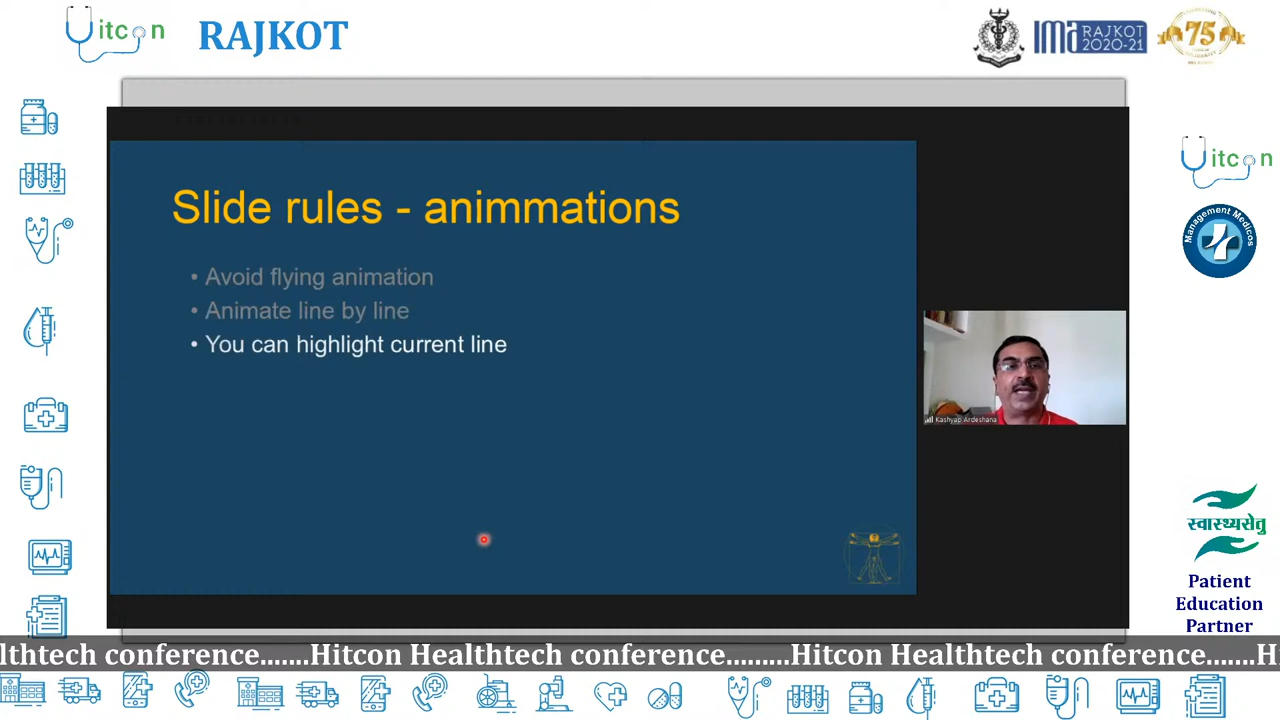 itcon
RAJKOT
IMA RAJKOT
2020-21
75
Slide rules - animmations
• Avoid flying animation
• Animate line by line
• You can highlight current line
Kashyap Ardeshana
itcon
Management Medicos
स्वास्थ्यसेतु
Patient
Education
Partner
lthtech conference.......Hitcon Healthtech conference.........Hitcon Healthtech conference.......H